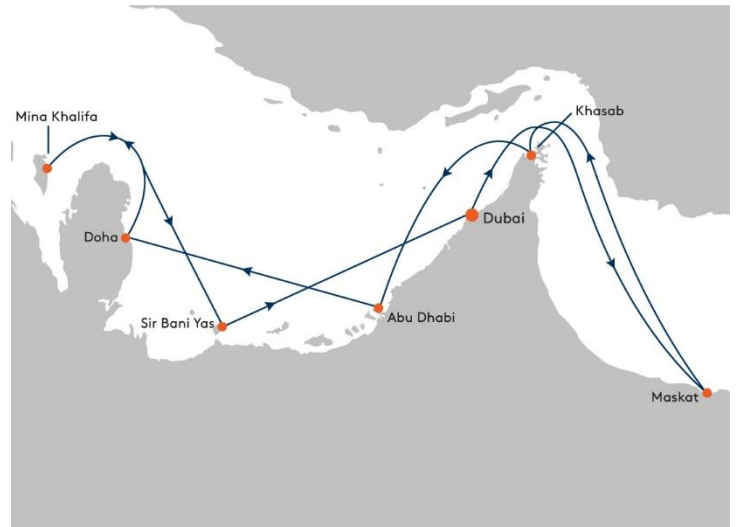 Mina Khalifa
Khasab
Dubai
Doha
Sir Bani Yas
Abu Dhabi
Maskat